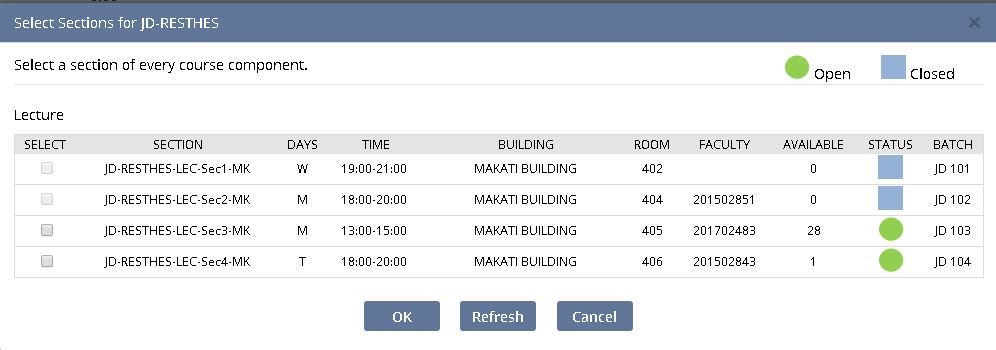 Select Sections for JD-RESTHES
Select a section of every course component.
Open
Closed
Lecture
SELECT SECTION DAYS TIME BUILDING ROOM FACULTY AVAILABLE STATUS BATCH
JD-RESTHES-LEC-Sec1-MK W 19:00-21:00 MAKATI BUILDING 402 0 JD 101
JD-RESTHES-LEC-Sec2-MK M 18:00-20:00 MAKATI BUILDING 404 201502851 0 JD 102
JD-RESTHES-LEC-Sec3-MK M 13:00-15:00 MAKATI BUILDING 405 201702483 28 JD 103
JD-RESTHES-LEC-Sec4-MK T 18:00-20:00 MAKATI BUILDING 406 201502843 1 JD 104
OK Refresh Cancel